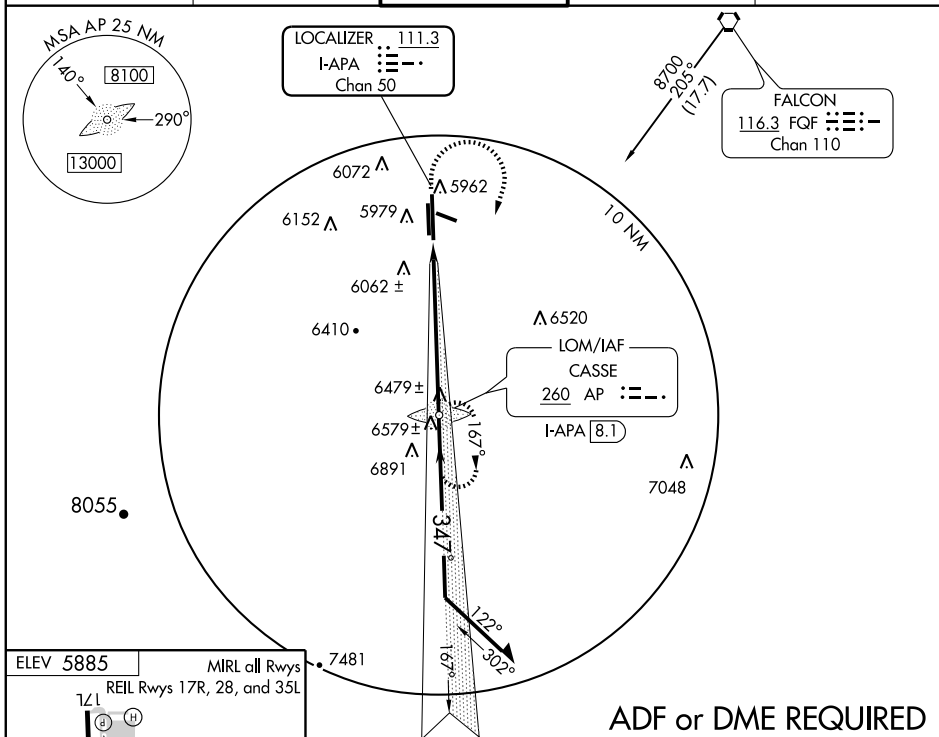 MSA AP 25 NM
140°
8100
290°
13000
LOCALIZER 111.3
I-APA
Chan 50
8700
205°
(17.7)
FALCON
116.3 FQF
Chan 110
6072
5962
6152
5979
10 NM
6062 ±
6410
6520
LOM/IAF
CASSE
260 AP
I-APA 8.1
6479±
6579±
167°
6891
7048
8055
347°
122°
302°
167°
7481
ELEV 5885
MIRL all Rwys
REIL Rwys 17R, 28, and 35L
17L
P
H
ADF or DME REQUIRED